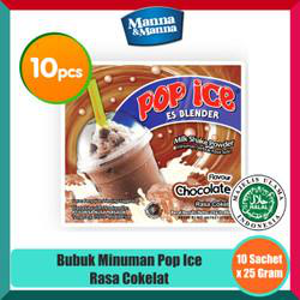 Manna
&Manna
10pcs
POP ICE
ES BLENDER
Milk Shake Powder
Flavour
Chocolate
Rasa Cokelat
MAJELIS ULAMA INDONESIA
HALAL
Bubuk Minuman Pop Ice
Rasa Cokelat
10 Sachet
x 25 Gram